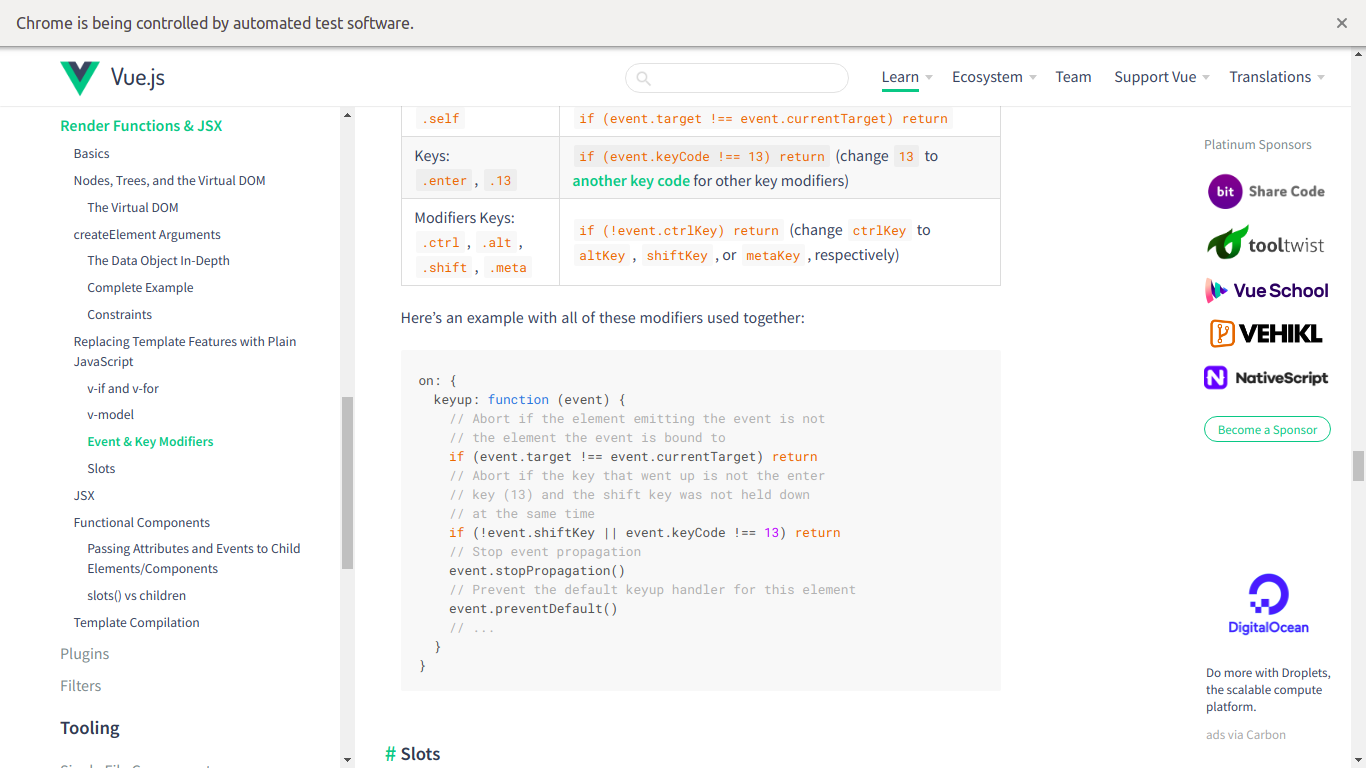 Chrome is being controlled by automated test software.
Vue.js
Learn
Ecosystem
Team
Support Vue
Translations
Render Functions & JSX
Basics
Nodes, Trees, and the Virtual DOM
The Virtual DOM
createElement Arguments
The Data Object In-Depth
Complete Example
Constraints
Replacing Template Features with Plain
JavaScript
v-if and v-for
v-model
Event & Key Modifiers
Slots
JSX
Functional Components
Passing Attributes and Events to Child
Elements/Components
slots() vs children
Template Compilation
Plugins
Filters
Tooling
.self
if (event.target !== event.currentTarget) return
Keys:
.enter, .13
if (event.keyCode !== 13) return (change 13 to
another key code for other key modifiers)
Modifiers Keys:
.ctrl, .alt,
.shift, .meta
if (!event.ctrlKey) return (change ctrlKey to
altKey, shiftKey, or metaKey, respectively)
Here's an example with all of these modifiers used together:
on: {
keyup: function (event) {
// Abort if the element emitting the event is not
// the element the event is bound to
if (event.target !== event.currentTarget) return
// Abort if the key that went up is not the enter
// key (13) and the shift key was not held down
// at the same time
if (!event.shiftKey || event.keyCode !== 13) return
// Stop event propagation
event.stopPropagation()
// Prevent the default keyup handler for this element
event.preventDefault()
// ...
}
}
# Slots
Platinum Sponsors
bit Share Code
tooltwist
Vue School
VEHIKL
N NativeScript
Become a Sponsor
DigitalOcean
Do more with Droplets,
the scalable compute
platform.
ads via Carbon